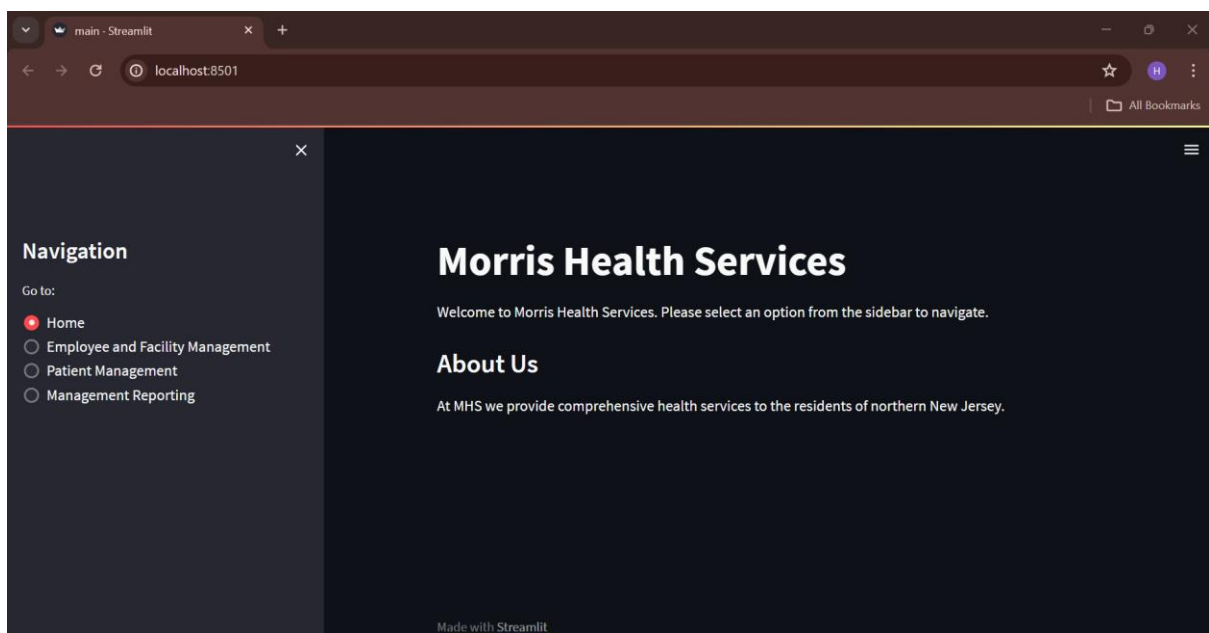 main · Streamlit
localhost:8501
H
All Bookmarks
Navigation
Go to:
Home
Employee and Facility Management
Patient Management
Management Reporting
Morris Health Services
Welcome to Morris Health Services. Please select an option from the sidebar to navigate.
About Us
At MHS we provide comprehensive health services to the residents of northern New Jersey.
Made with Streamlit